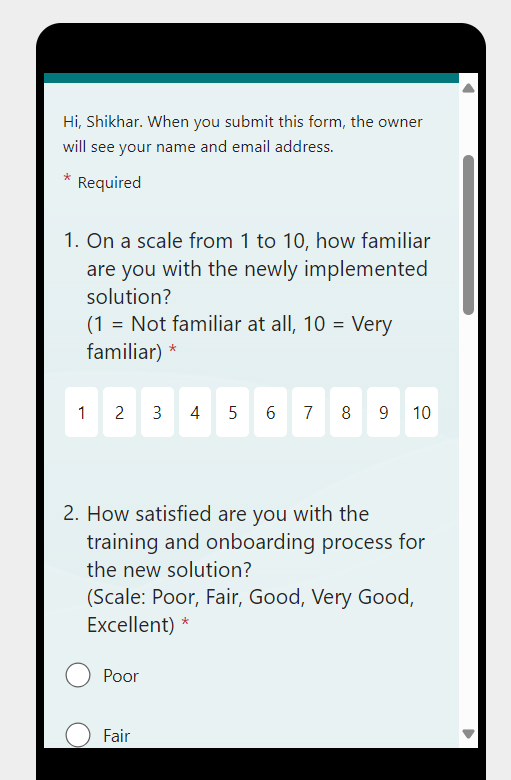 Hi, Shikhar. When you submit this form, the owner
will see your name and email address.
* Required
1. On a scale from 1 to 10, how familiar
are you with the newly implemented
solution?
(1 = Not familiar at all, 10 = Very
familiar) *
1 2 3 4 5 6 7 8 9 10
2. How satisfied are you with the
training and onboarding process for
the new solution?
(Scale: Poor, Fair, Good, Very Good,
Excellent) *
Poor
Fair